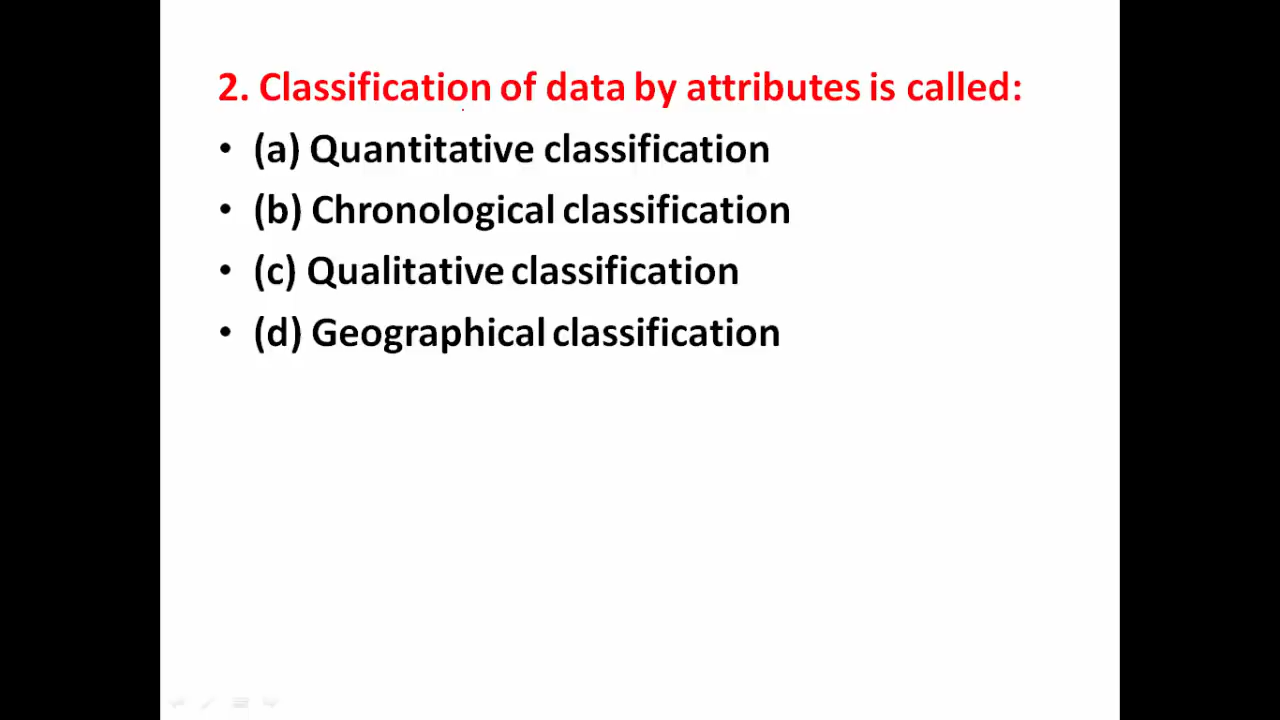 2. Classification of data by attributes is called:
• (a) Quantitative classification
• (b) Chronological classification
• (c) Qualitative classification
• (d) Geographical classification